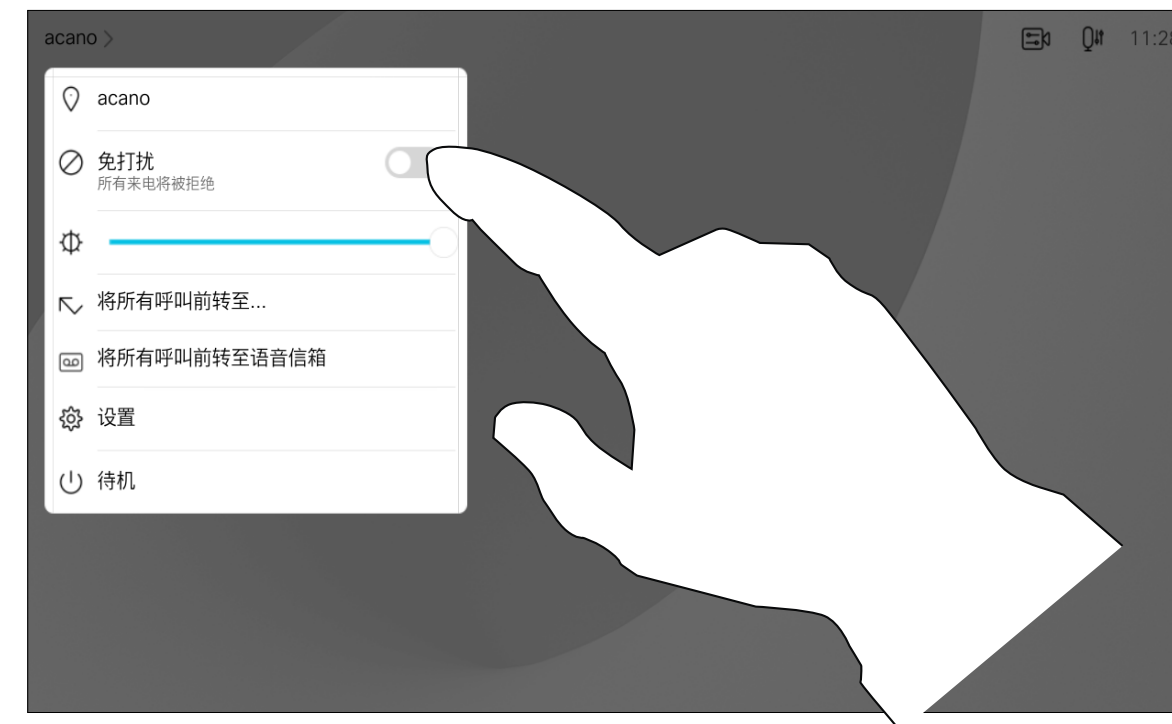 acano
11:28
acano
免打扰
所有来电将被拒绝
将所有呼叫前转至...
将所有呼叫前转至语音信箱
设置
待机